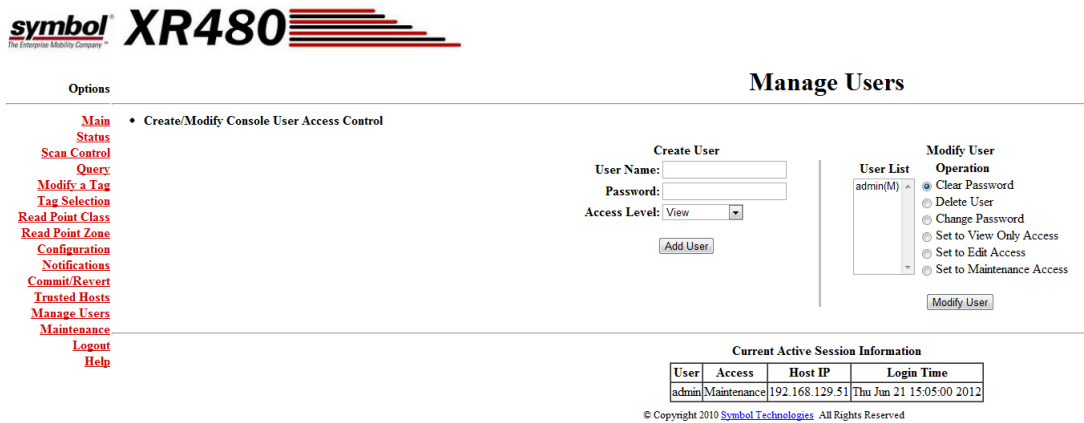 symbol® XR480
The Enterprise Mobility Company™
Options
Manage Users
Main
Status
Scan Control
Query
Modify a Tag
Tag Selection
Read Point Class
Read Point Zone
Configuration
Notifications
Commit/Revert
Trusted Hosts
Manage Users
Maintenance
Logout
Help
• Create/Modify Console User Access Control
Create User
User Name:
Password:
Access Level: View
Add User
Modify User
User List
admin(M)
Operation
Clear Password
Delete User
Change Password
Set to View Only Access
Set to Edit Access
Set to Maintenance Access
Modify User
Current Active Session Information
User Access Host IP Login Time
admin Maintenance 192.168.129.51 Thu Jun 21 15:05:00 2012
© Copyright 2010 Symbol Technologies All Rights Reserved